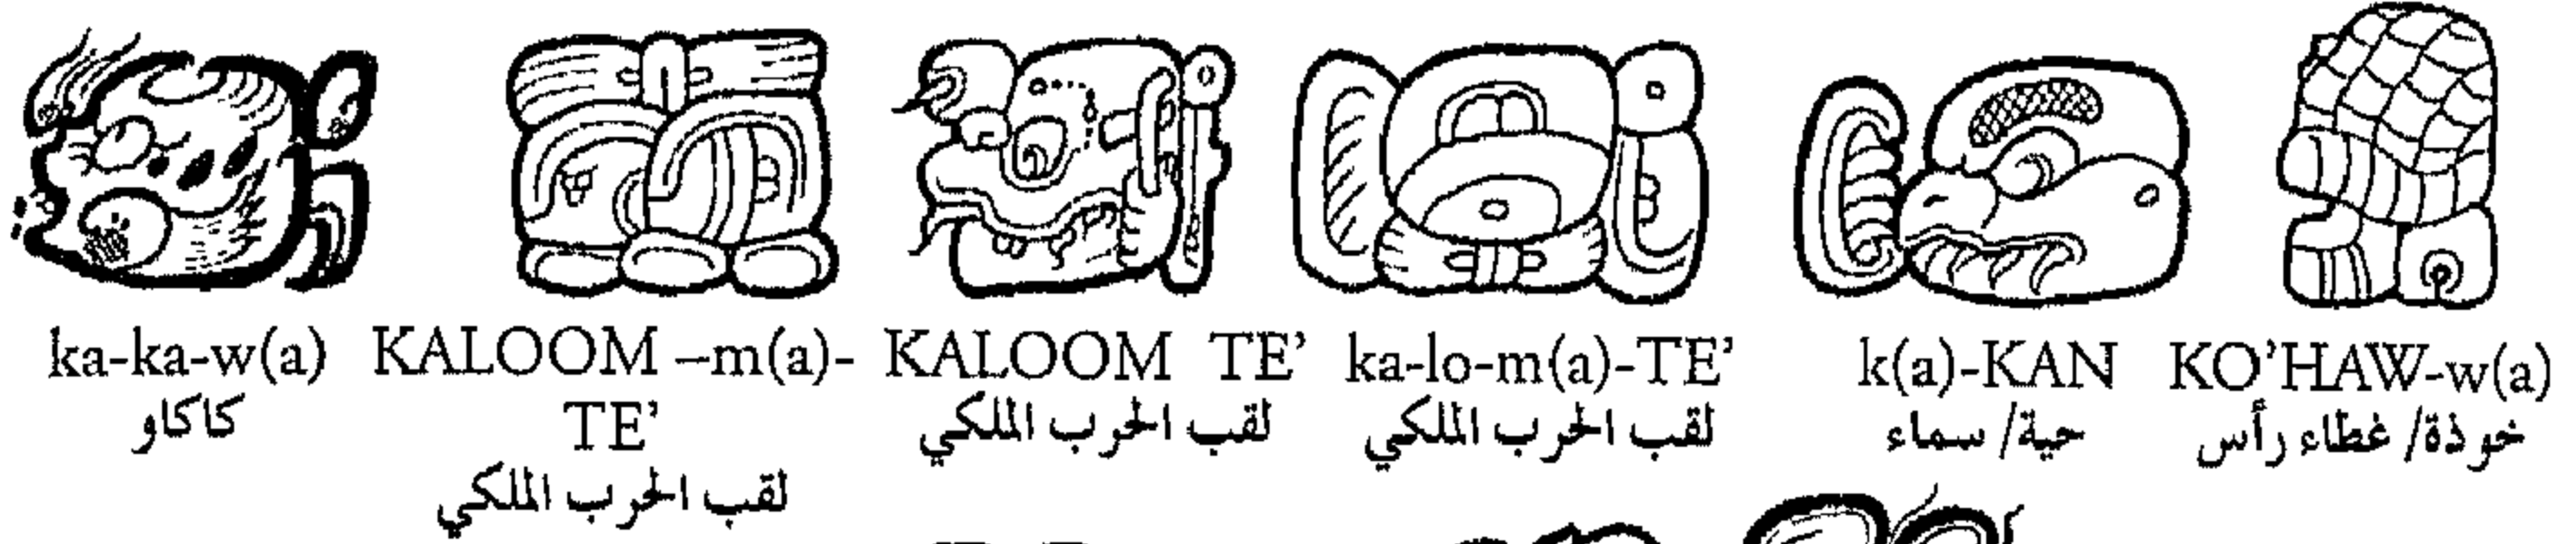 ka-ka-w(a) KALOOM –m(a)- KALOOM TE’ ka-lo-m(a)-TE’ k(a)-KAN KO’HAW-w(a)
كاكاو TE’ لقب الحرب الملكي لقب الحرب الملكي حية/ سماء خوذة/ غطاء رأس
لقب الحرب الملكي